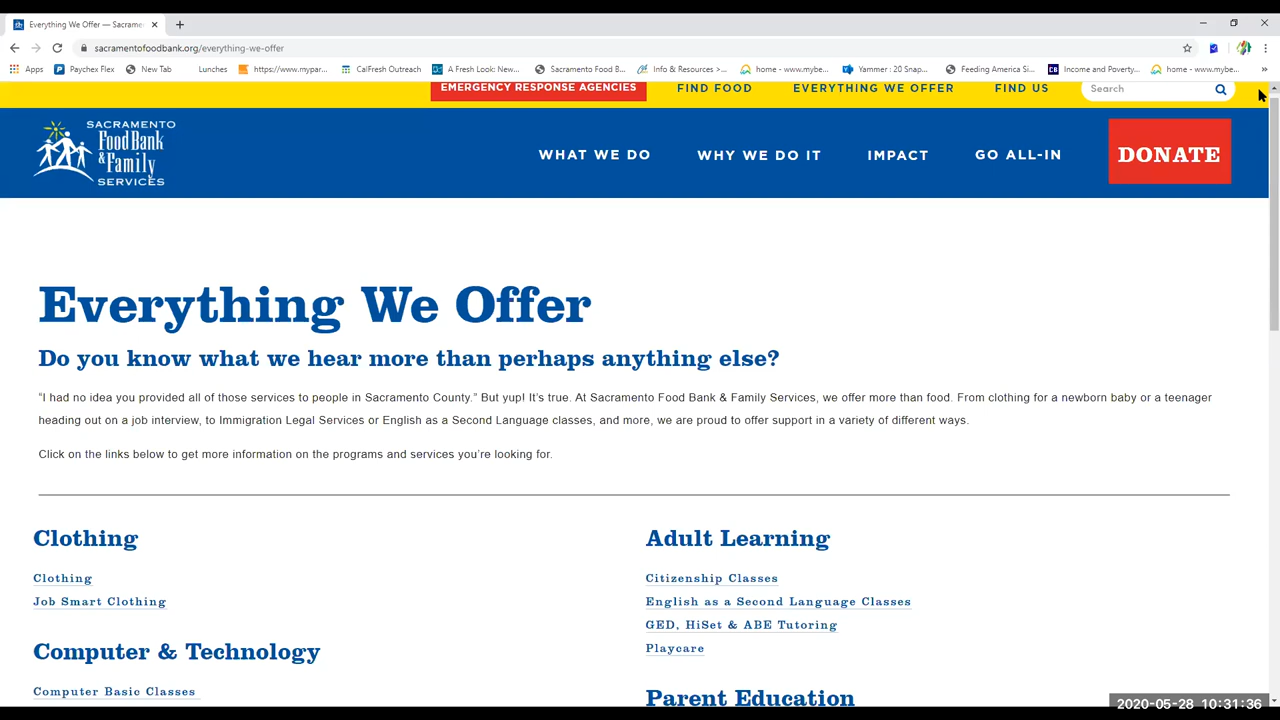 Everything We Offer — Sacrame
sacramentofoodbank.org/everything-we-offer
Apps Paychex Flex New Tab Lunches https://www.mypar... CalFresh Outreach A Fresh Look: New... Sacramento Food B... Info & Resources >... home - www.mybe... Yammer : 20 Snap... Feeding America Si... Income and Poverty... home - www.mybe... »
EMERGENCY RESPONSE AGENCIES FIND FOOD EVERYTHING WE OFFER FIND US Search
SACRAMENTO
Food Bank
& Family
SERVICES
WHAT WE DO WHY WE DO IT IMPACT GO ALL-IN DONATE
Everything We Offer
Do you know what we hear more than perhaps anything else?
“I had no idea you provided all of those services to people in Sacramento County.” But yup! It’s true. At Sacramento Food Bank & Family Services, we offer more than food. From clothing for a newborn baby or a teenager
heading out on a job interview, to Immigration Legal Services or English as a Second Language classes, and more, we are proud to offer support in a variety of different ways.
Click on the links below to get more information on the programs and services you’re looking for.
Clothing
Clothing
Job Smart Clothing
Computer & Technology
Computer Basic Classes
Adult Learning
Citizenship Classes
English as a Second Language Classes
GED, HiSet & ABE Tutoring
Playcare
Parent Education
2020-05-28 10:31:36